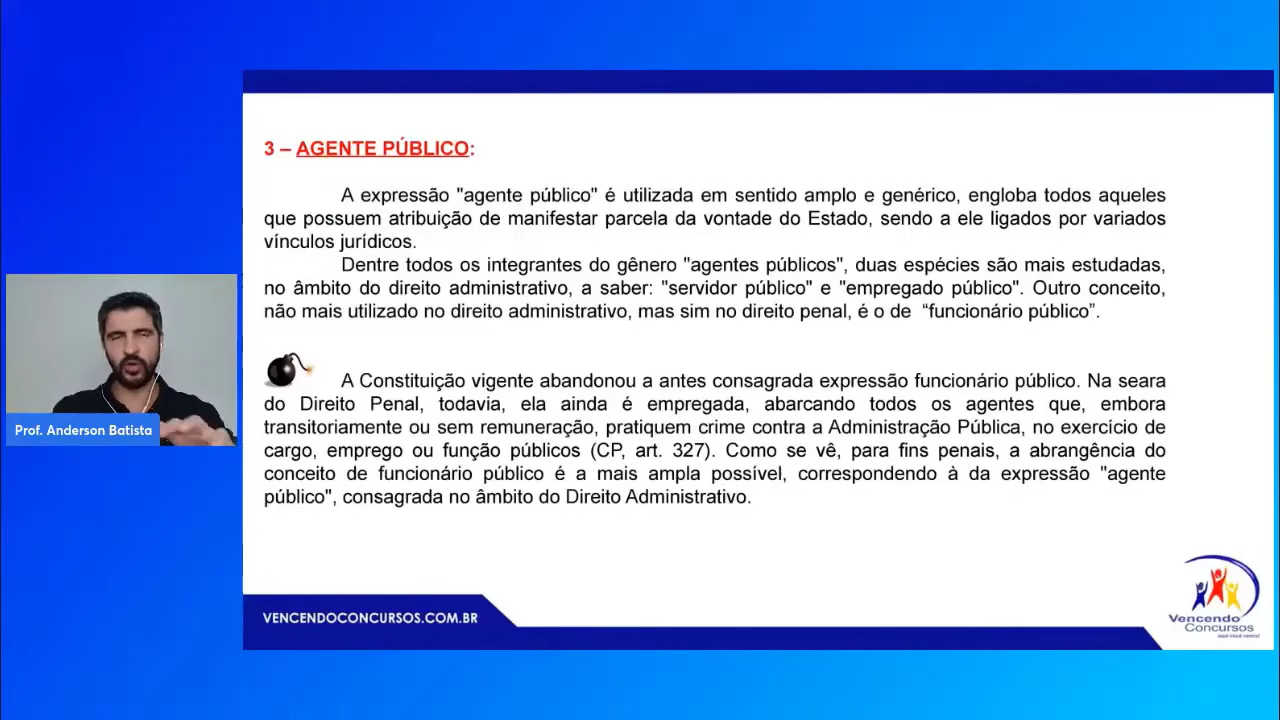 3 – AGENTE PÚBLICO:
A expressão "agente público" é utilizada em sentido amplo e genérico, engloba todos aqueles
que possuem atribuição de manifestar parcela da vontade do Estado, sendo a ele ligados por variados
vínculos jurídicos.
Dentre todos os integrantes do gênero "agentes públicos", duas espécies são mais estudadas,
no âmbito do direito administrativo, a saber: "servidor público" e "empregado público". Outro conceito,
não mais utilizado no direito administrativo, mas sim no direito penal, é o de “funcionário público”.
A Constituição vigente abandonou a antes consagrada expressão funcionário público. Na seara
do Direito Penal, todavia, ela ainda é empregada, abarcando todos os agentes que, embora
transitoriamente ou sem remuneração, pratiquem crime contra a Administração Pública, no exercício de
cargo, emprego ou função públicos (CP, art. 327). Como se vê, para fins penais, a abrangência do
conceito de funcionário público é a mais ampla possível, correspondendo à da expressão "agente
público", consagrada no âmbito do Direito Administrativo.
Prof. Anderson Batista
VENCENDOCONCURSOS.COM.BR
Vencendo
Concursos
aqui você vence!